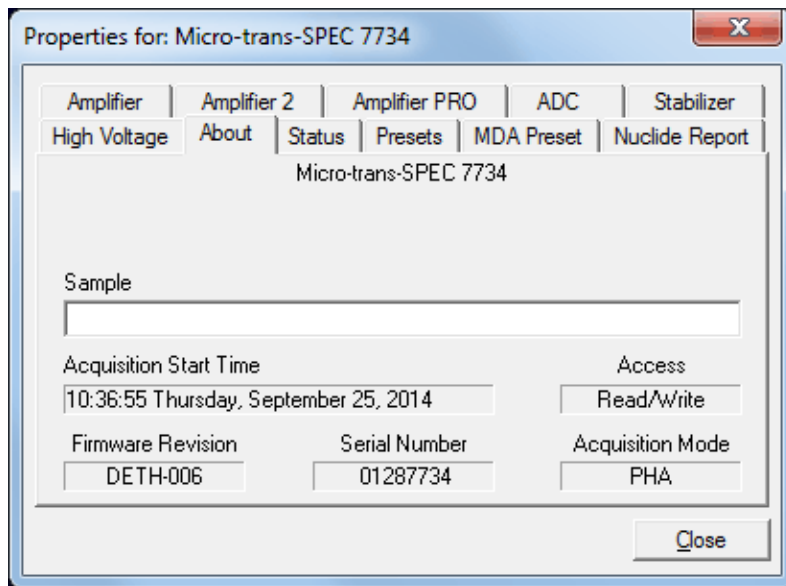 Properties for: Micro-trans-SPEC 7734
Amplifier Amplifier 2 Amplifier PRO ADC Stabilizer
High Voltage About Status Presets MDA Preset Nuclide Report
Micro-trans-SPEC 7734
Sample
Acquisition Start Time Access
10:36:55 Thursday, September 25, 2014 Read/Write
Firmware Revision Serial Number Acquisition Mode
DETH-006 01287734 PHA
Close